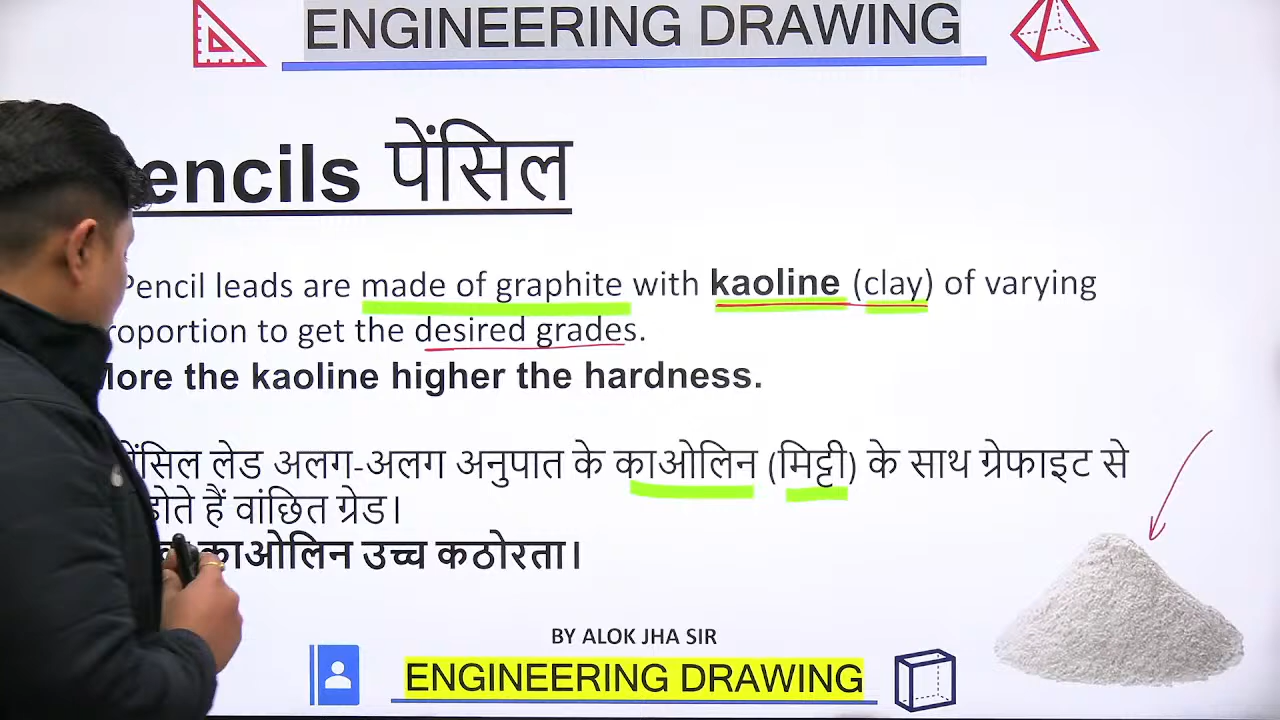 ENGINEERING DRAWING
encils पेंसिल
Pencil leads are made of graphite with kaoline (clay) of varying
roportion to get the desired grades.
More the kaoline higher the hardness.
ेंसिल लेड अलग-अलग अनुपात के काओलिन (मिट्टी) के साथ ग्रेफाइट से
होते हैं वांछित ग्रेड।
काओलिन उच्च कठोरता।
BY ALOK JHA SIR
ENGINEERING DRAWING